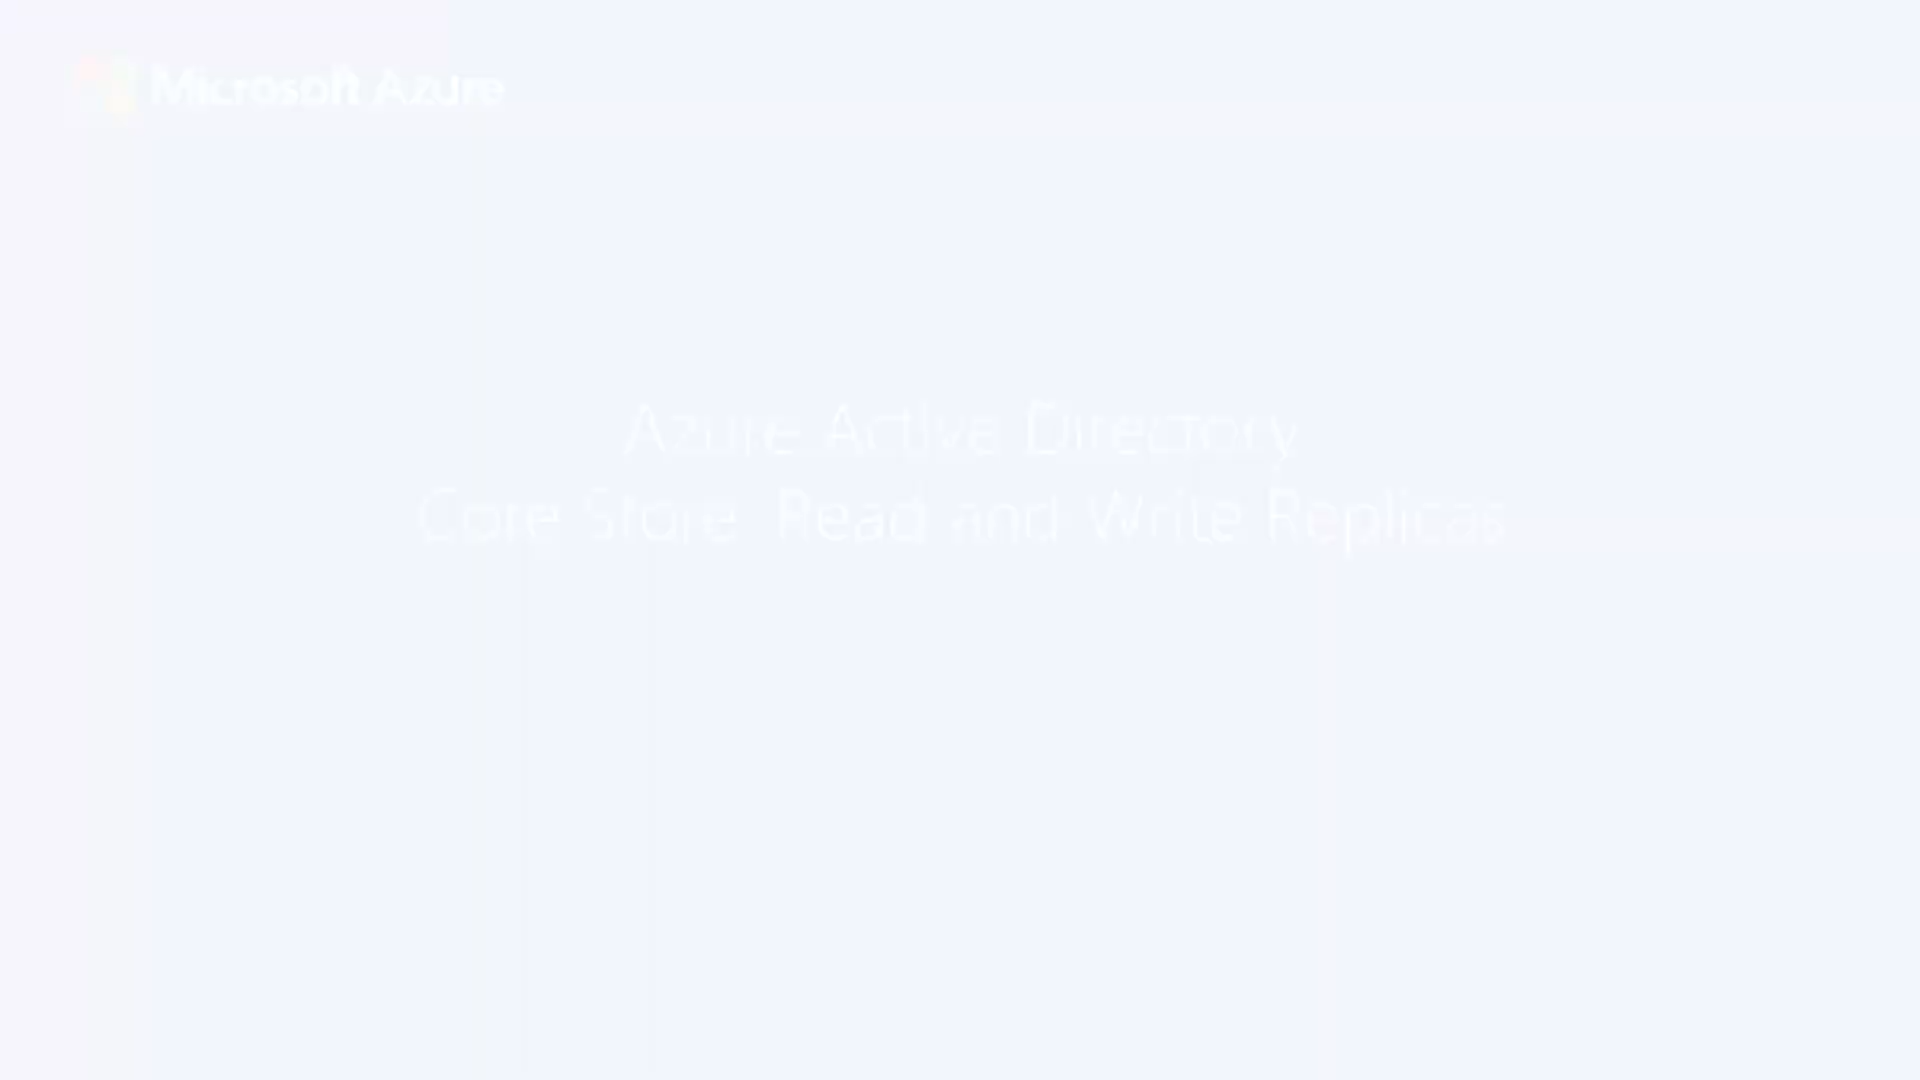 Microsoft Azure
Azure Active Directory
Core Store Read and Write Replicas